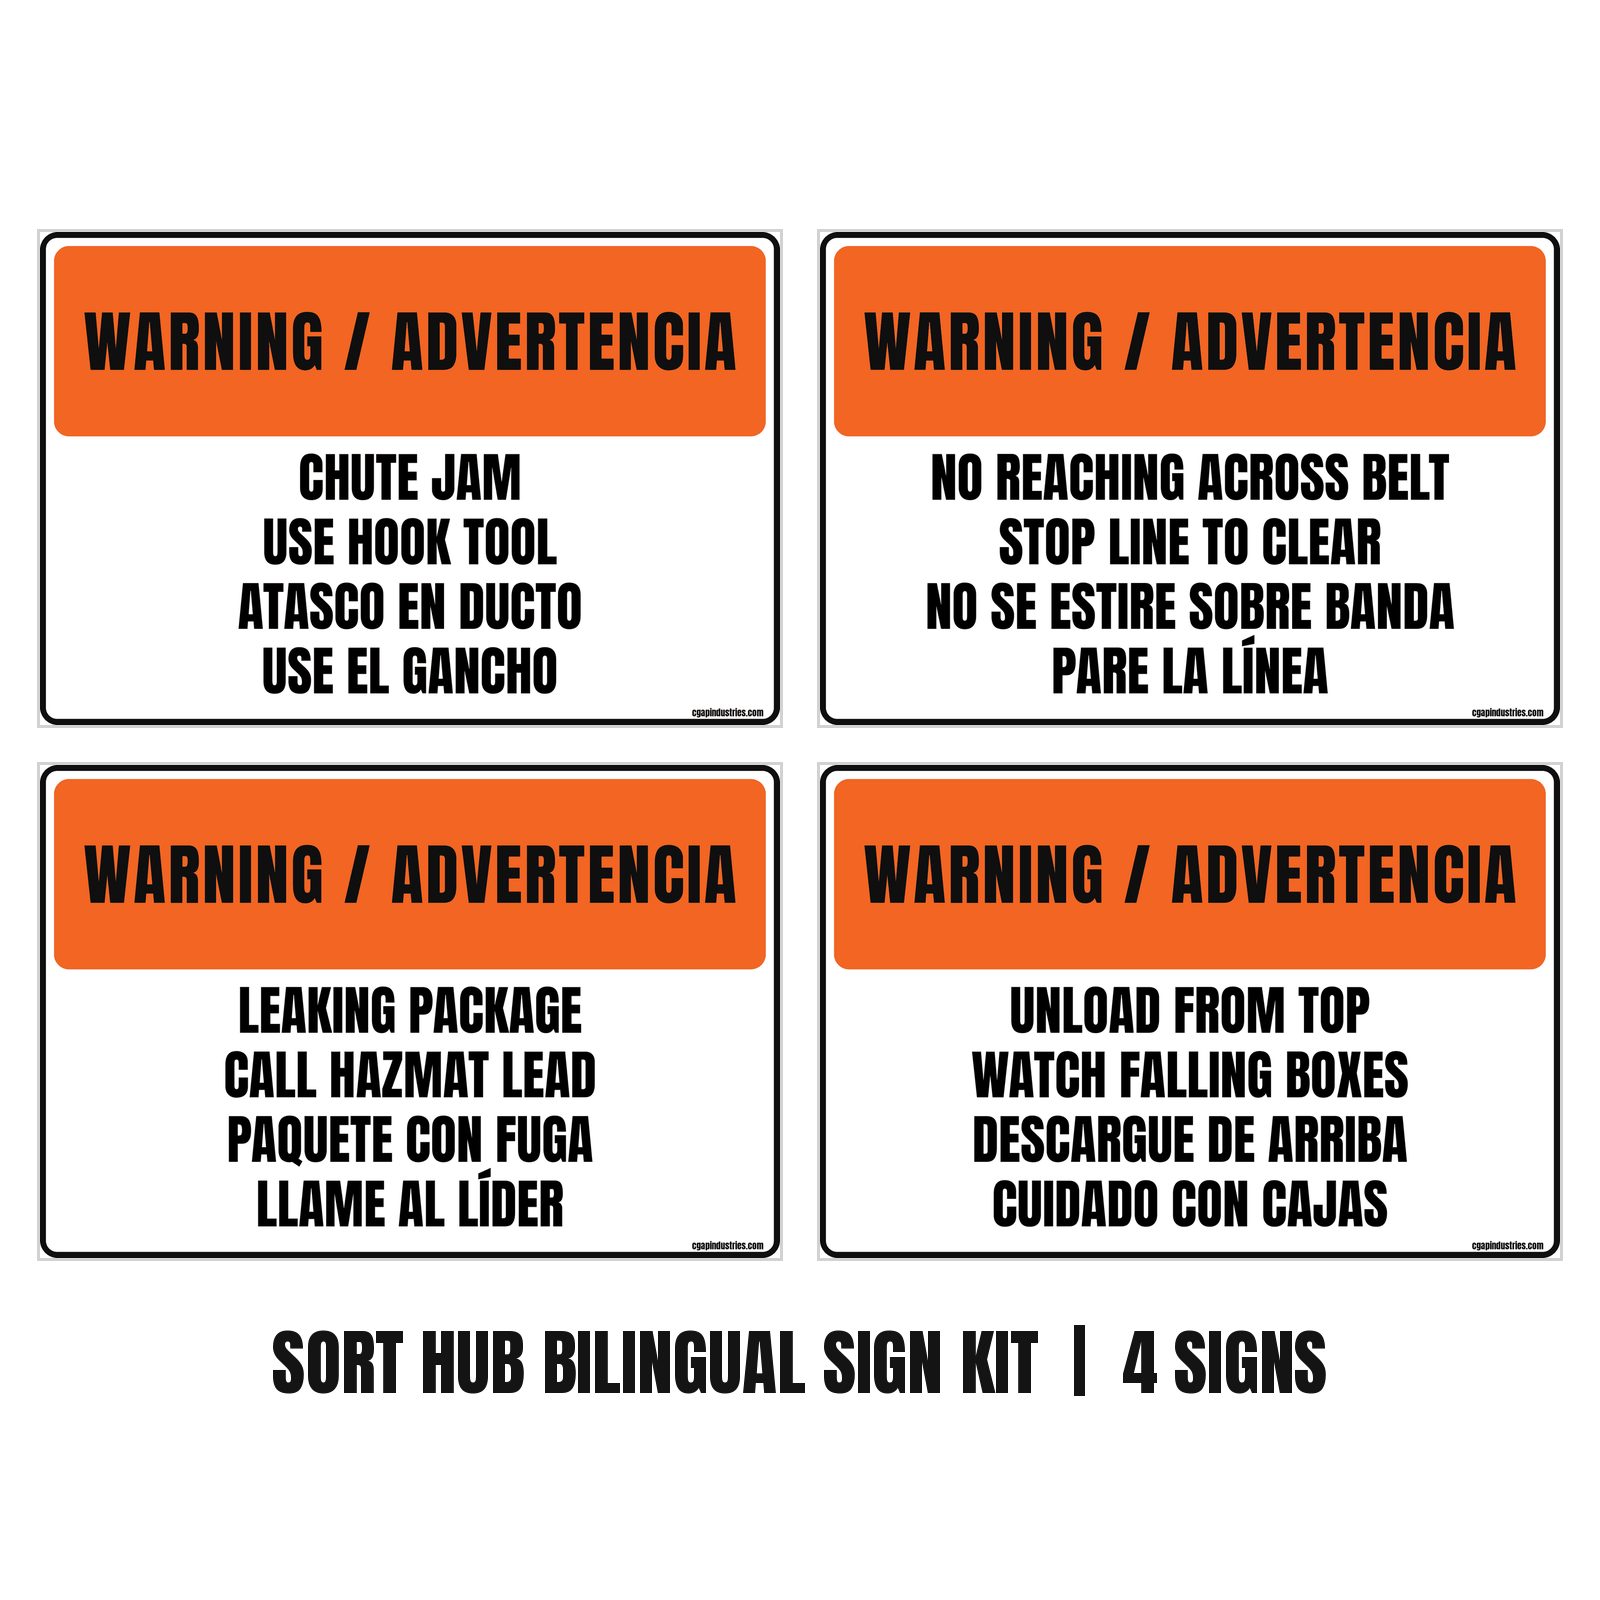 WARNING / ADVERTENCIA
CHUTE JAM
USE HOOK TOOL
ATASCO EN DUCTO
USE EL GANCHO
cgapindustries.com
WARNING / ADVERTENCIA
NO REACHING ACROSS BELT
STOP LINE TO CLEAR
NO SE ESTIRE SOBRE BANDA
PARE LA LÍNEA
cgapindustries.com
WARNING / ADVERTENCIA
LEAKING PACKAGE
CALL HAZMAT LEAD
PAQUETE CON FUGA
LLAME AL LÍDER
cgapindustries.com
WARNING / ADVERTENCIA
UNLOAD FROM TOP
WATCH FALLING BOXES
DESCARGUE DE ARRIBA
CUIDADO CON CAJAS
cgapindustries.com
SORT HUB BILINGUAL SIGN KIT | 4 SIGNS